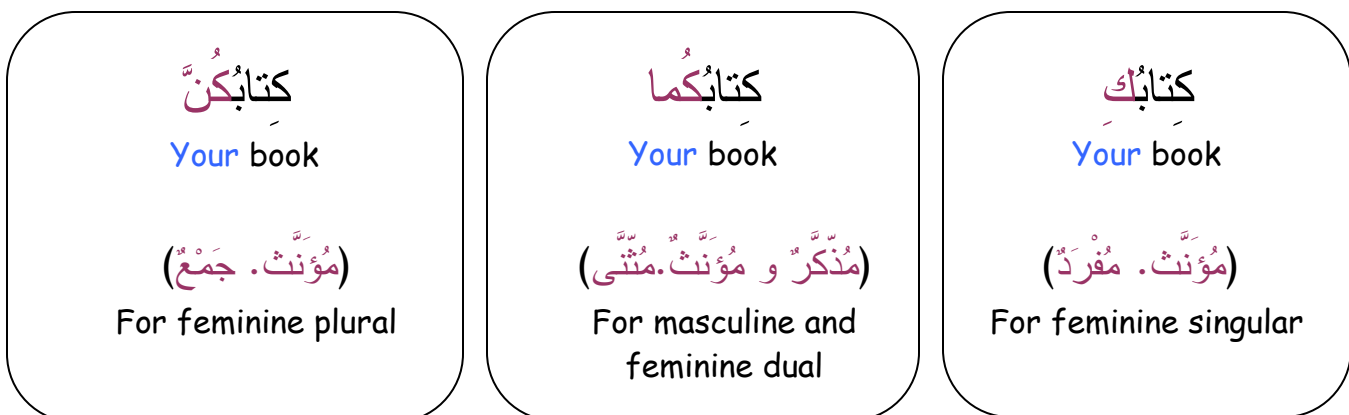 كِتابُكِ
Your book
(مُؤَنَّث. مُفْرَدٌ)
For feminine singular
كِتابُكُما
Your book
(مُذّكَّرٌ و مُؤَنَّثٌ.مُثّنَّى)
For masculine and
feminine dual
كِتابُكُنَّ
Your book
(مُؤَنَّث. جَمْعٌ)
For feminine plural